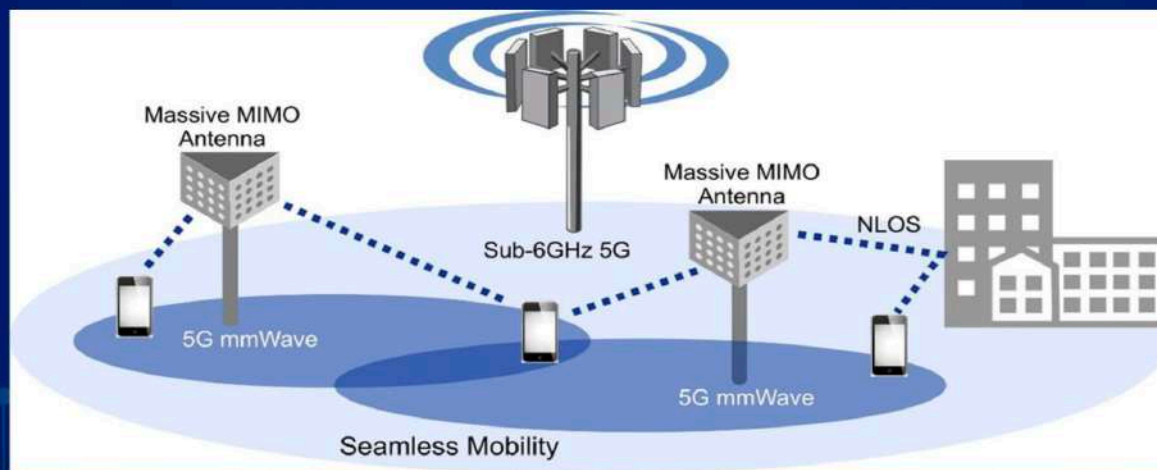 Massive MIMO
Antenna
Massive MIMO
Antenna
NLOS
Sub-6GHz 5G
5G mmWave
5G mmWave
Seamless Mobility